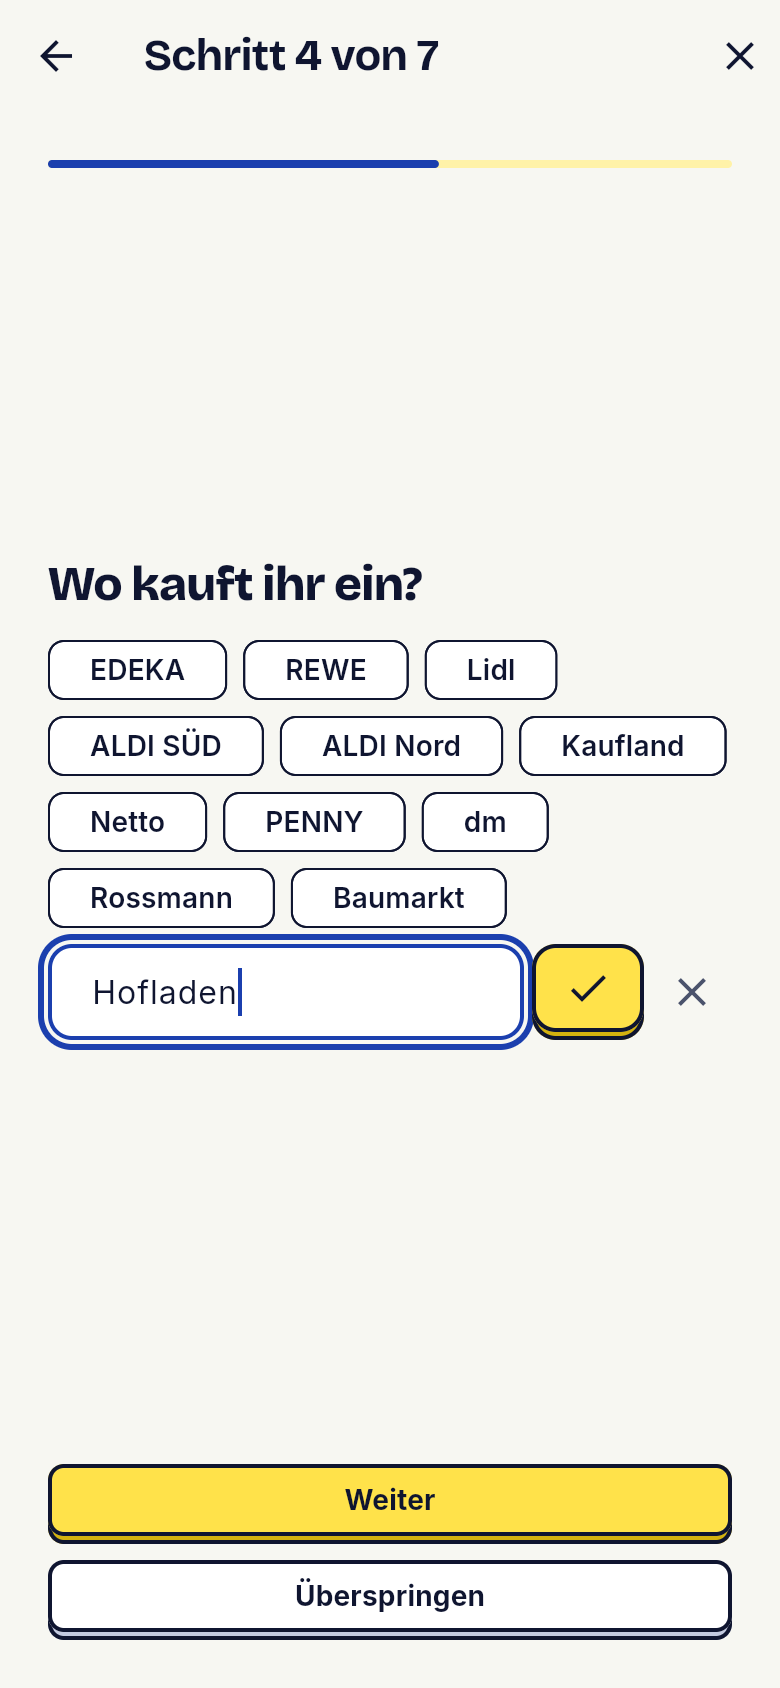 Schritt 4 von 7
Wo kauft ihr ein?
EDEKA REWE Lidl
ALDI SÜD ALDI Nord Kaufland
Netto PENNY dm
Rossmann Baumarkt
Hofladen
Weiter
Überspringen